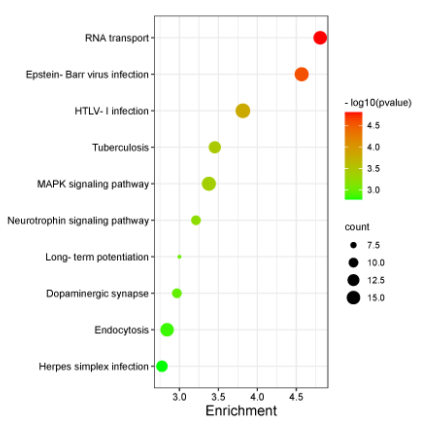 RNA transport
Epstein- Barr virus infection
HTLV- I infection
Tuberculosis
MAPK signaling pathway
Neurotrophin signaling pathway
Long- term potentiation
Dopaminergic synapse
Endocytosis
Herpes simplex infection
3.0 3.5 4.0 4.5
Enrichment
- log10(pvalue)
4.5
4.0
3.5
3.0
count
7.5
10.0
12.5
15.0